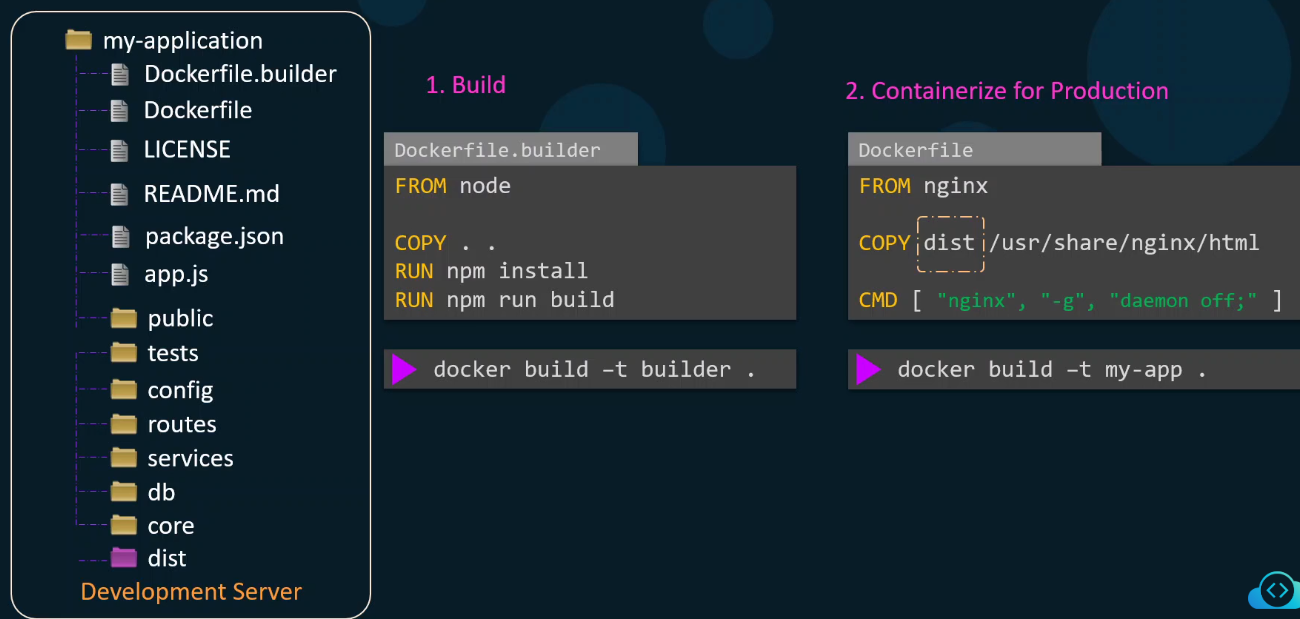 my-application
Dockerfile.builder
Dockerfile
LICENSE
README.md
package.json
app.js
public
tests
config
routes
services
db
core
dist
Development Server
1. Build
Dockerfile.builder
FROM node
COPY . .
RUN npm install
RUN npm run build
docker build –t builder .
2. Containerize for Production
Dockerfile
FROM nginx
COPY dist /usr/share/nginx/html
CMD [ "nginx", "-g", "daemon off;" ]
docker build –t my-app .